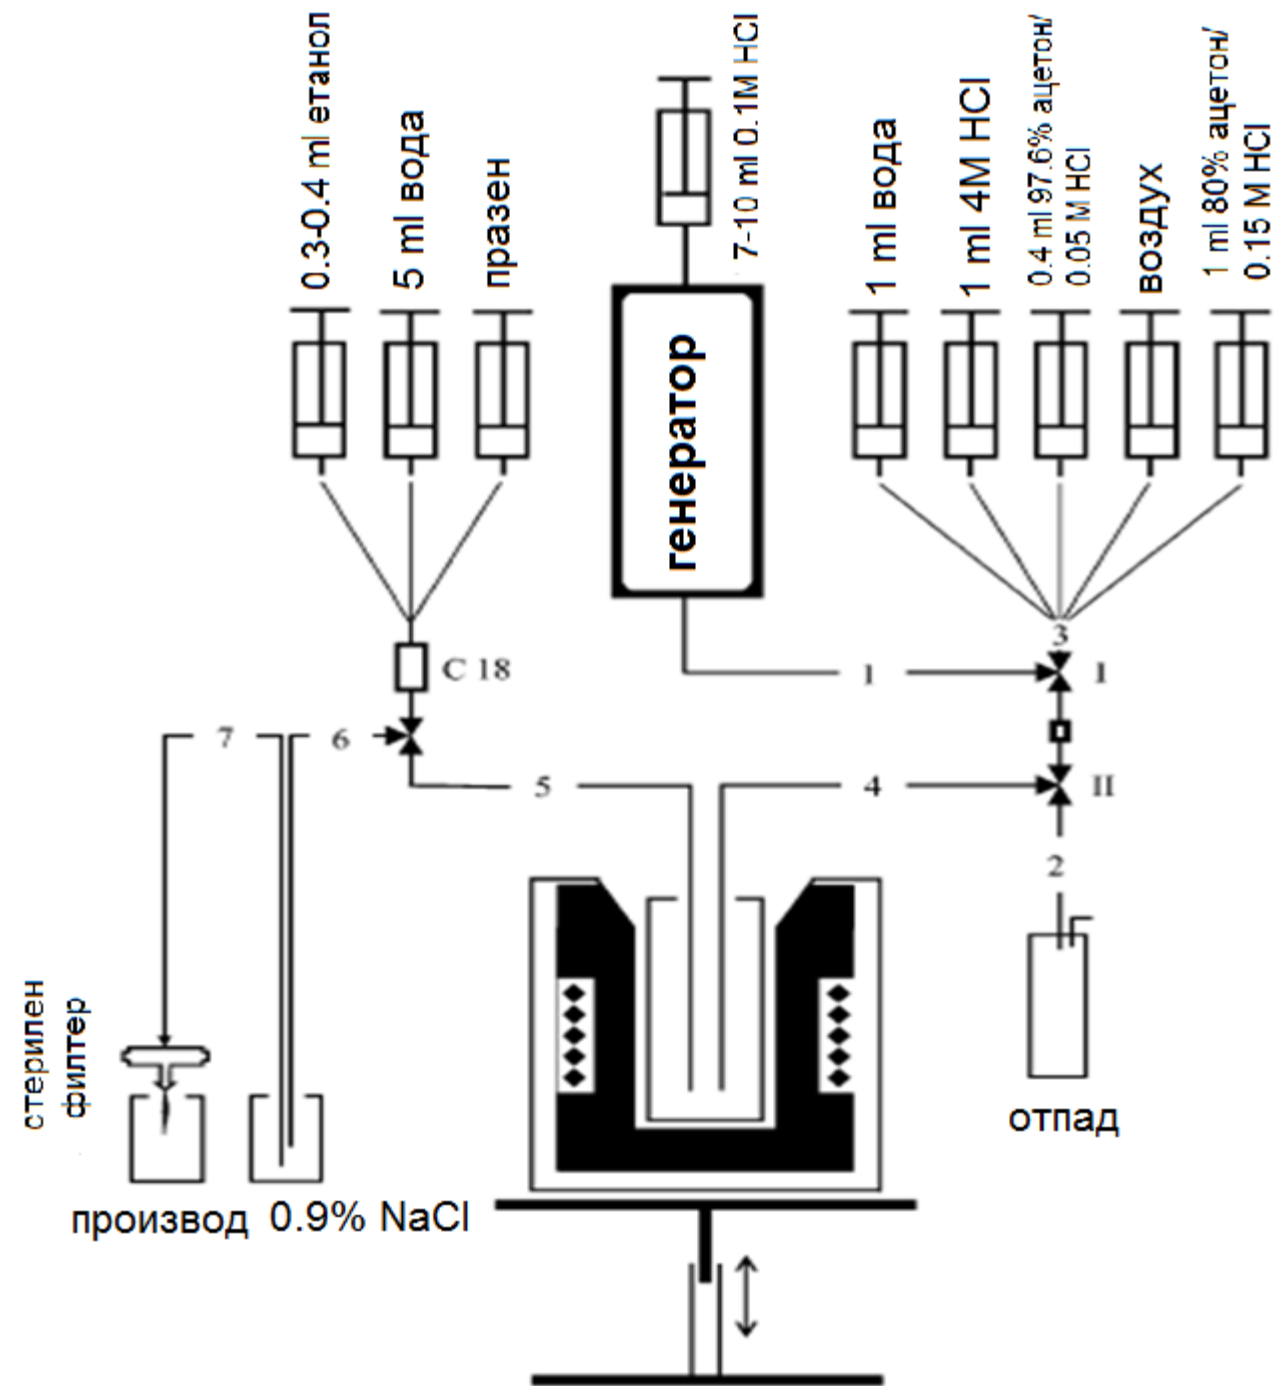 0.3-0.4 ml етанол
5 ml вода
празен
7-10 ml 0.1M HCl
1 ml вода
1 ml 4M HCl
0.4 ml 97.6% ацетон/
0.05 M HCl
воздух
1 ml 80% ацетон/
0.15 M HCl
генератор
3
C 18
1
I
7
6
5
4
II
2
стерилен
филтер
отпад
производ
0.9% NaCl